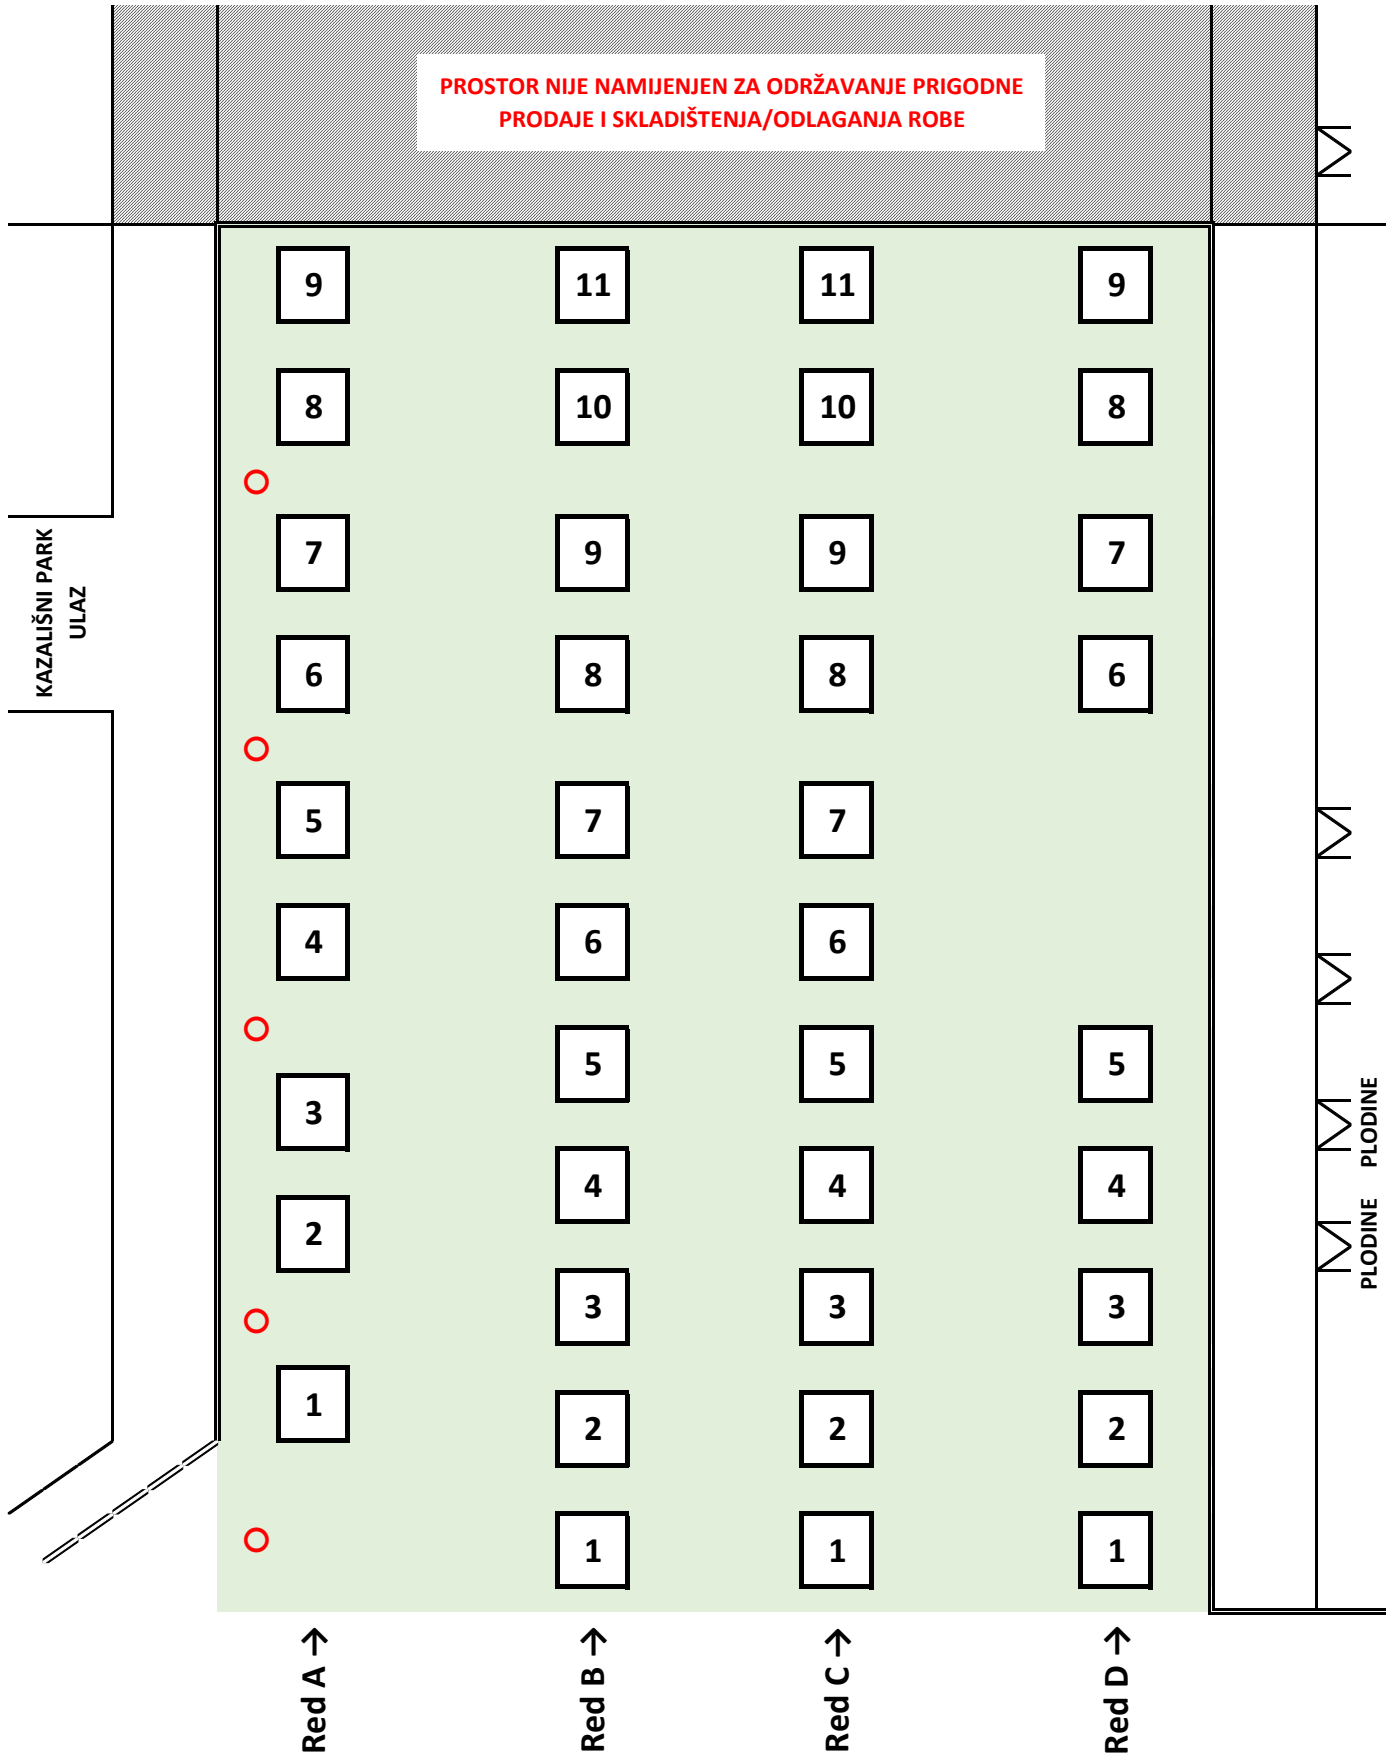 PROSTOR NIJE NAMIJENJEN ZA ODRŽAVANJE PRIGODNE
PRODAJE I SKLADIŠTENJA/ODLAGANJA ROBE
9 11 11 9
8 10 10 8
7 9 9 7
KAZALIŠNI PARK
ULAZ
6 8 8 6
5 7 7
4 6 6
5 5 5
3
PLODINE
4 4 4
2
PLODINE
3 3 3
1
2 2 2
1 1 1
Red A →
Red B →
Red C →
Red D →